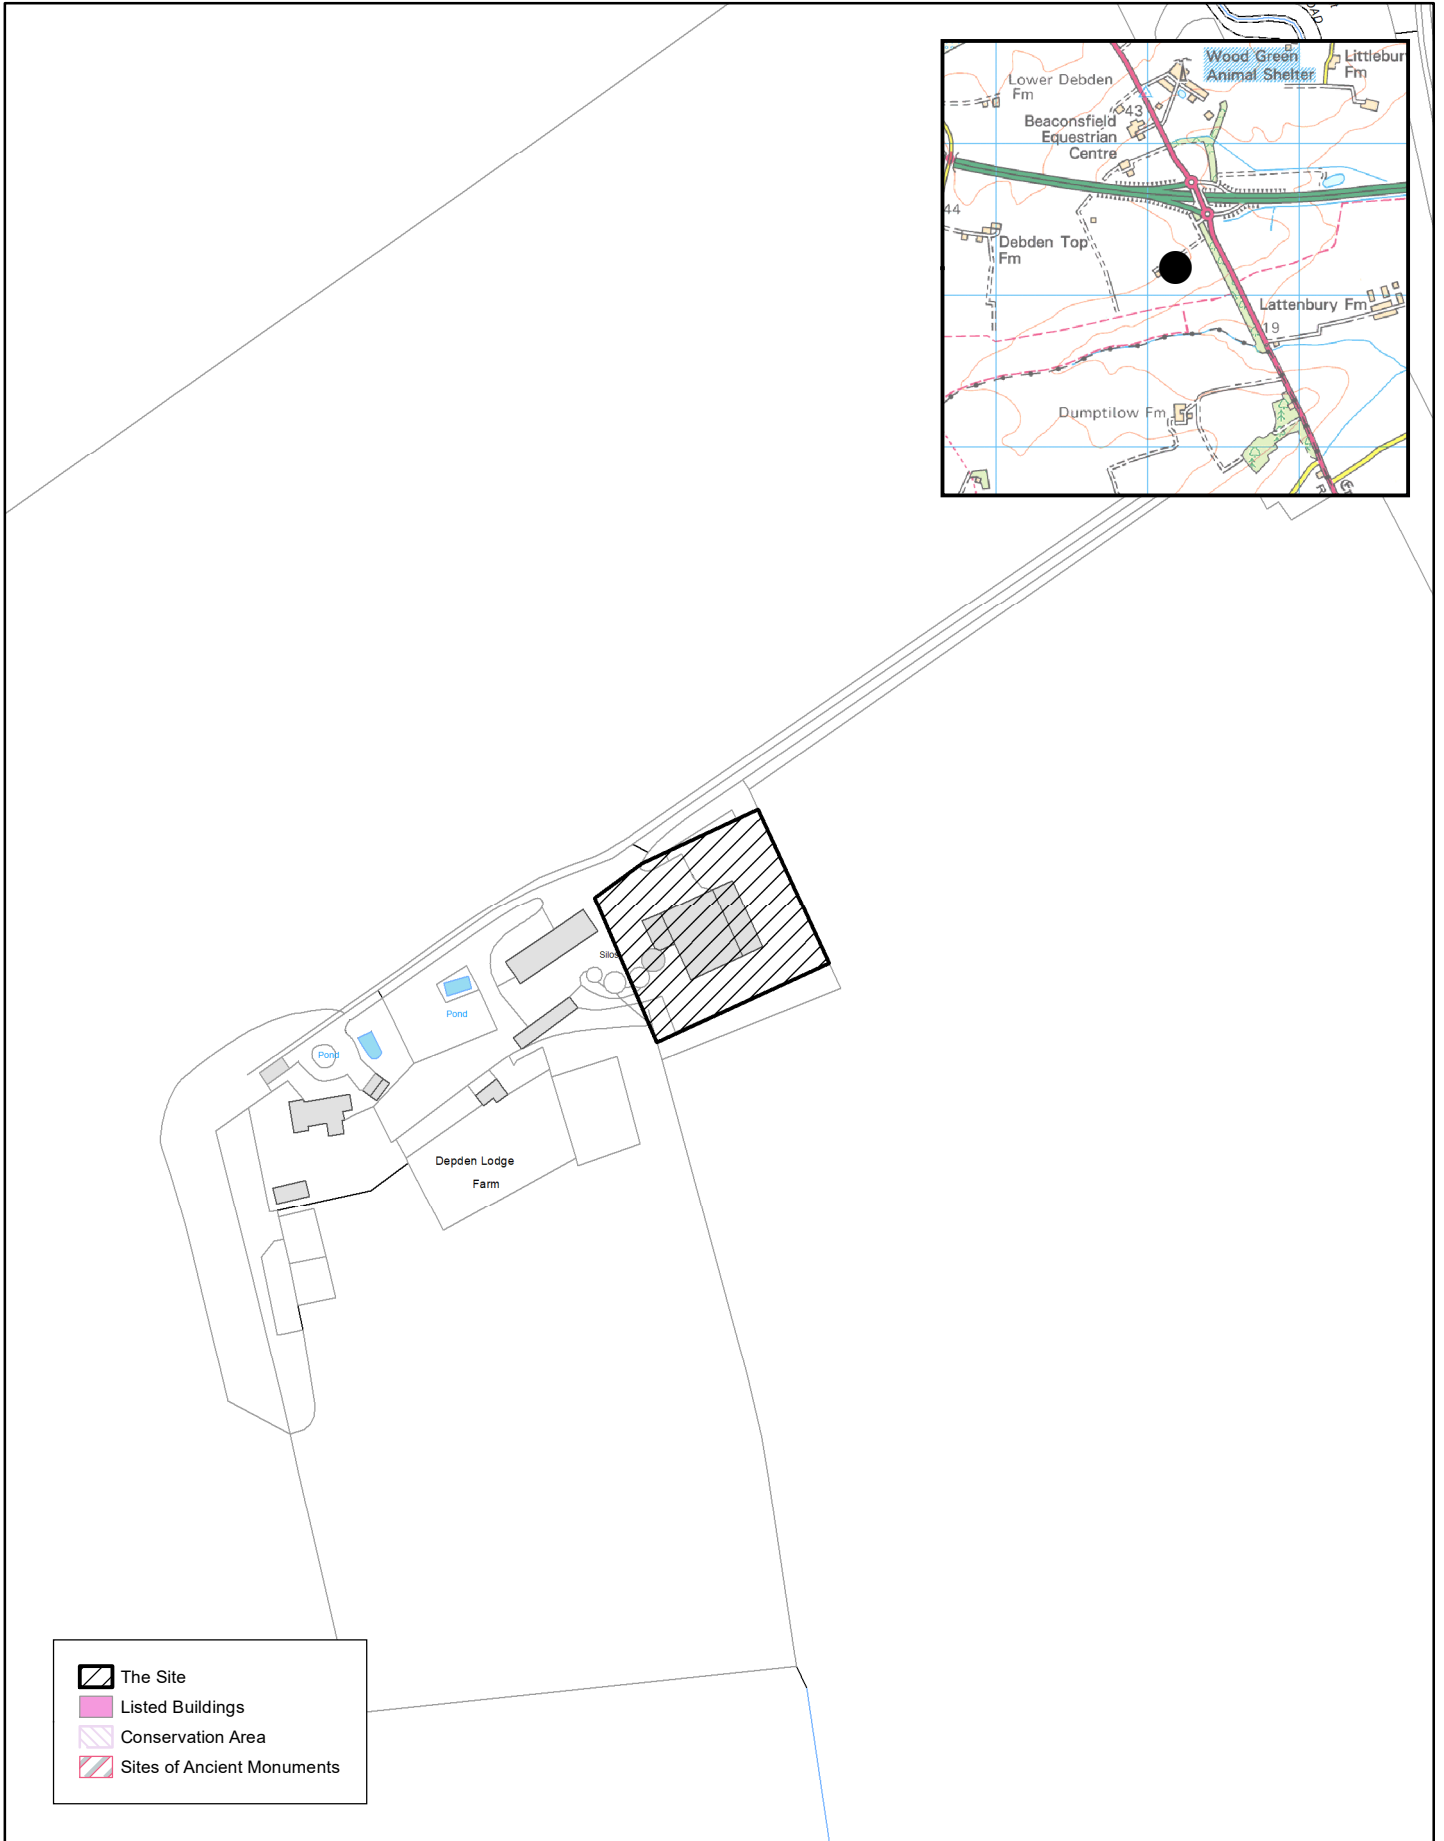 OAD
Wood Green
Animal Shelter
Littlebur
Fm
Lower Debden
Fm
43
Beaconsfield
Equestrian
Centre
44
Debden Top
Fm
Lattenbury Fm
19
Dumptilow Fm
Silos
Pond
Pond
Depden Lodge
Farm
The Site
Listed Buildings
Conservation Area
Sites of Ancient Monuments